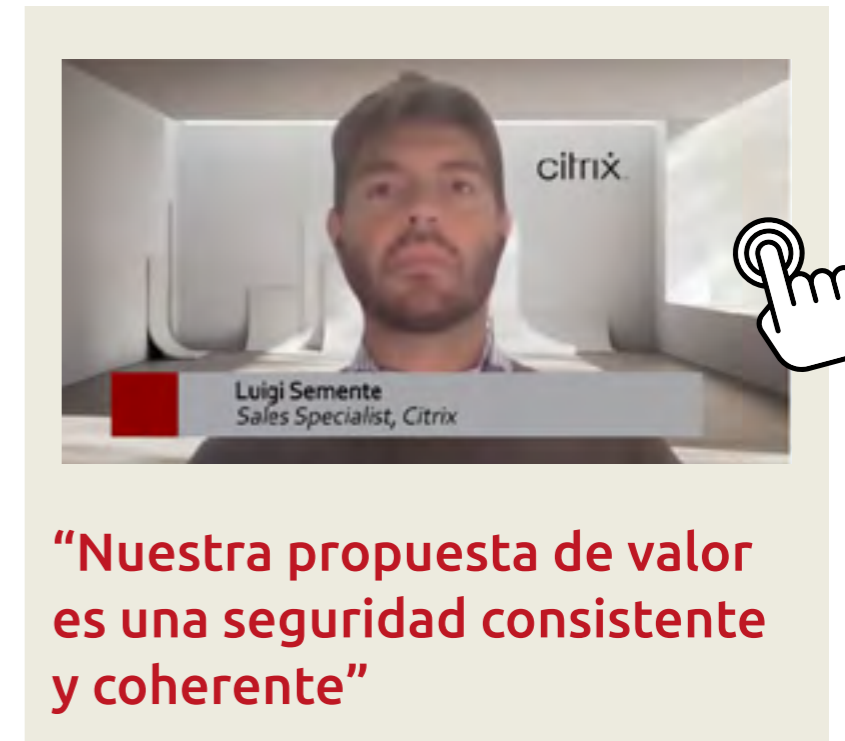 citrix
Luigi Semente
Sales Specialist, Citrix
“Nuestra propuesta de valor
es una seguridad consistente
y coherente”